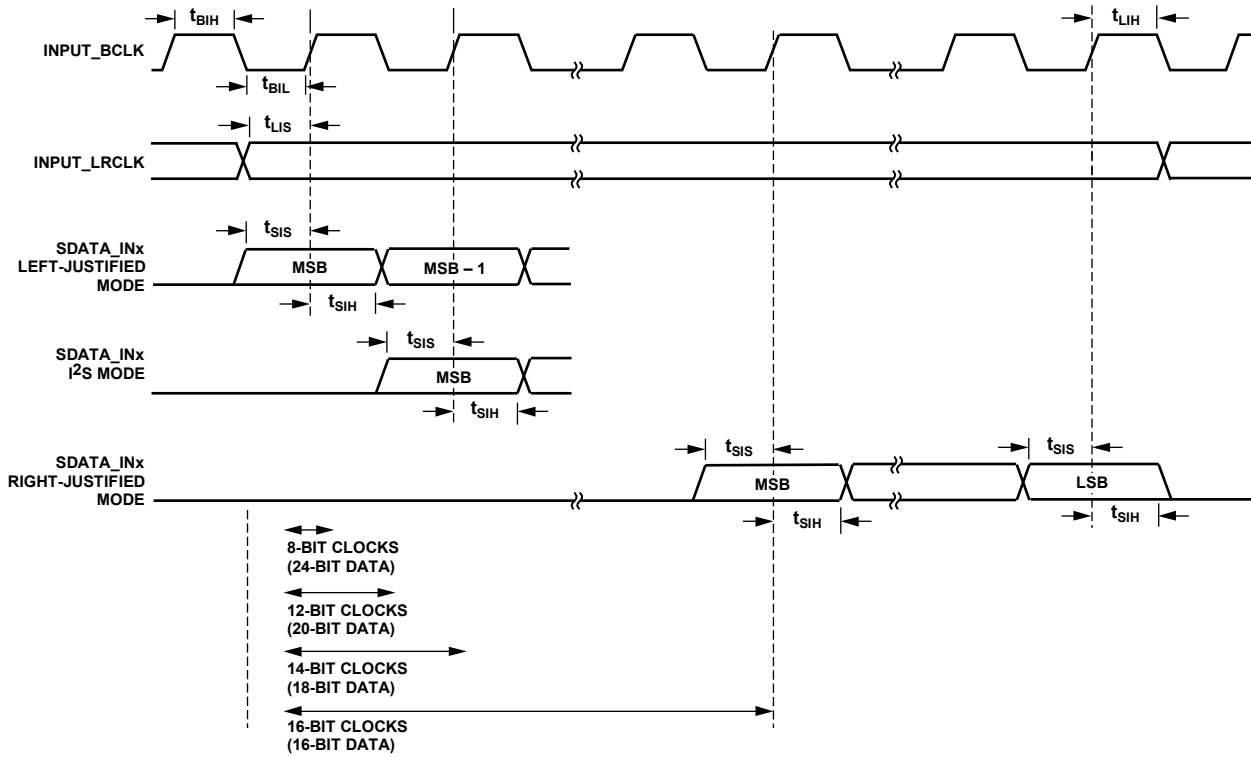 tBIH
tLIH
INPUT_BCLK
tBIL
tLIS
INPUT_LRCLK
tSIS
SDATA_INx
LEFT-JUSTIFIED
MODE
MSB
MSB – 1
tSIH
tSIS
SDATA_INx
I2S MODE
MSB
tSIH
tSIS
tSIS
SDATA_INx
RIGHT-JUSTIFIED
MODE
MSB
LSB
tSIH
tSIH
8-BIT CLOCKS
(24-BIT DATA)
12-BIT CLOCKS
(20-BIT DATA)
14-BIT CLOCKS
(18-BIT DATA)
16-BIT CLOCKS
(16-BIT DATA)